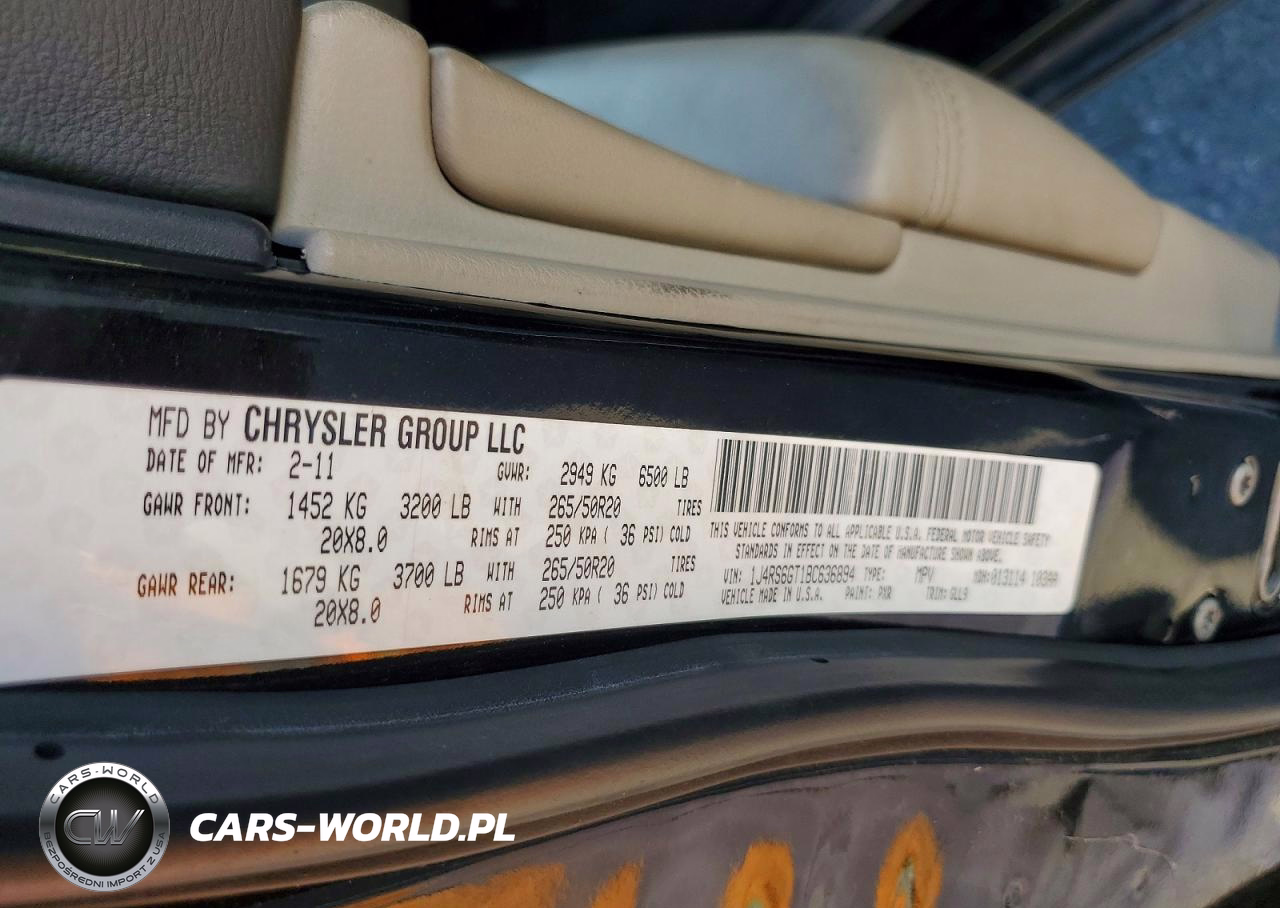 MFD BY CHRYSLER GROUP LLC
DATE OF MFR: 2-11 GVWR: 2949 KG 6500 LB
GAWR FRONT: 1452 KG 3200 LB WITH 265/50R20 TIRES
20X8.0 RIMS AT 250 KPA ( 36 PSI) COLD
GAWR REAR: 1679 KG 3700 LB WITH 265/50R20 TIRES
20X8.0 RIMS AT 250 KPA ( 36 PSI) COLD
THIS VEHICLE CONFORMS TO ALL APPLICABLE U.S.A. FEDERAL MOTOR VEHICLE SAFETY
STANDARDS IN EFFECT ON THE DATE OF MANUFACTURE SHOWN ABOVE.
VIN: 1J4RS6GT1BC636894 TYPE: MPV MDH:013114 103AA
VEHICLE MADE IN U.S.A. PAINT: PXR TRIM: GLL9
CARS-WORLD
CW
BEZPOŚREDNI IMPORT Z USA
CARS-WORLD.PL